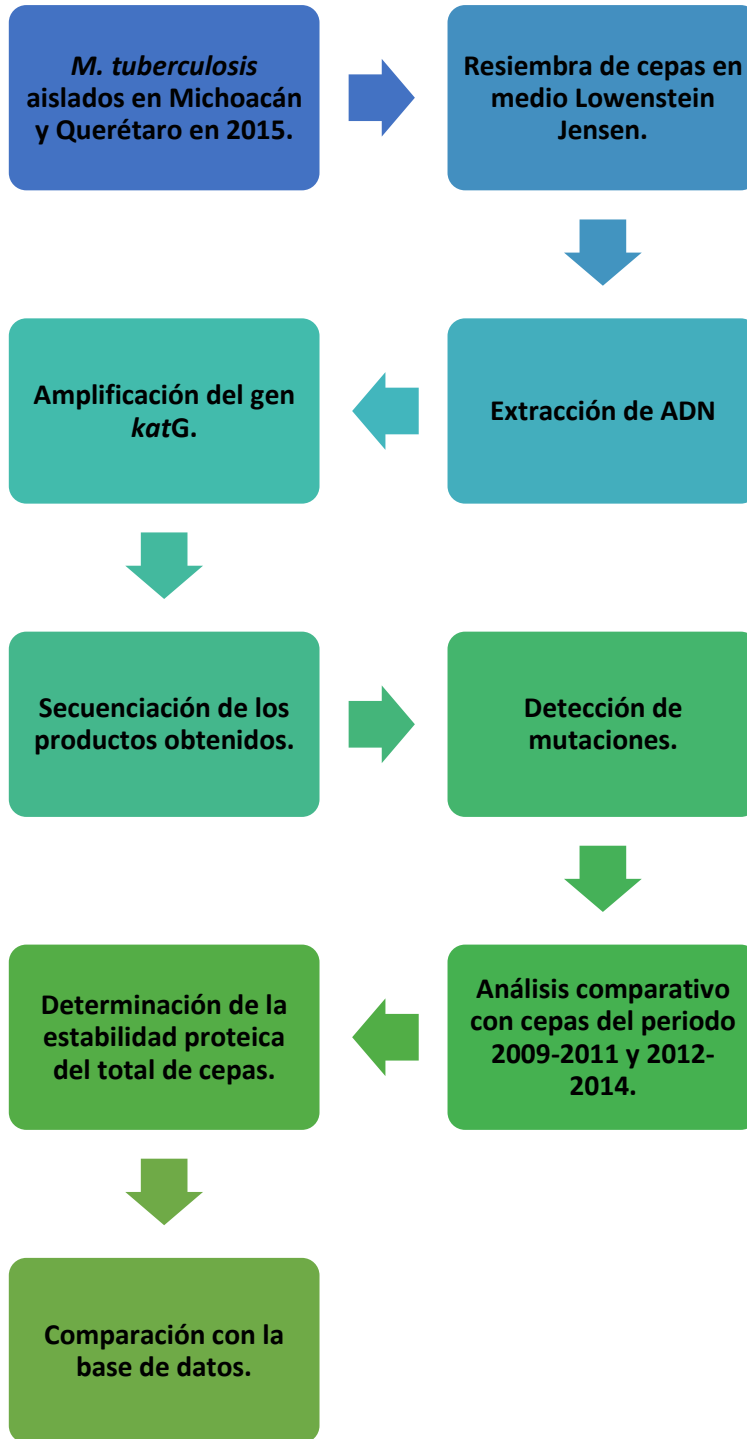 M. tuberculosis
aislados en Michoacán
y Querétaro en 2015.
Resiembra de cepas en
medio Lowenstein
Jensen.
Extracción de ADN
Amplificación del gen
katG.
Secuenciación de los
productos obtenidos.
Detección de
mutaciones.
Análisis comparativo
con cepas del periodo
2009-2011 y 2012-
2014.
Determinación de la
estabilidad proteica
del total de cepas.
Comparación con la
base de datos.